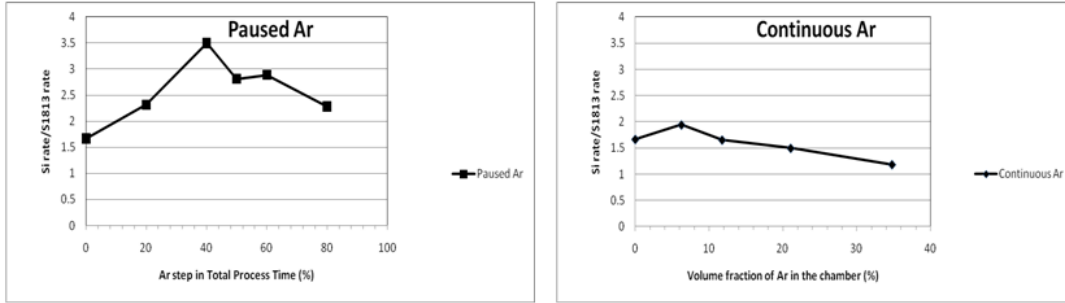 Paused Ar
4
3.5
3
2.5
2
1.5
1
0.5
0
Si rate/S1813 rate
0 20 40 60 80 100
Ar step in Total Process Time (%)
Paused Ar
Continuous Ar
4
3.5
3
2.5
2
1.5
1
0.5
0
Si rate/S1813 rate
0 10 20 30 40
Volume fraction of Ar in the chamber (%)
Continuous Ar